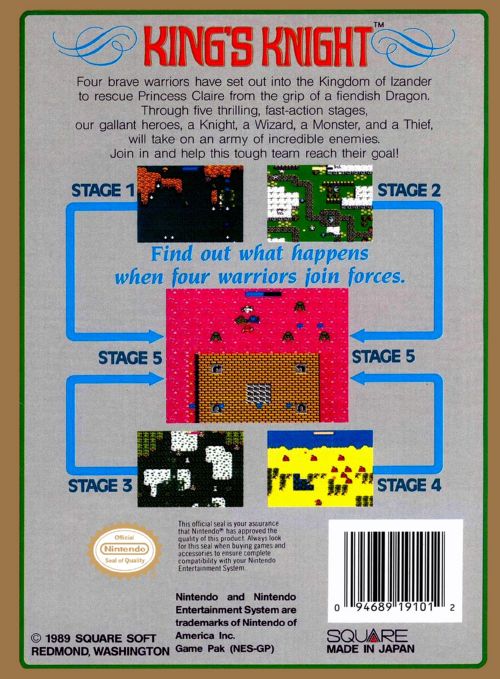 KING'S KNIGHT™
Four brave warriors have set out into the Kingdom of Izander
to rescue Princess Claire from the grip of a fiendish Dragon.
Through five thrilling, fast-action stages,
our gallant heroes, a Knight, a Wizard, a Monster, and a Thief,
will take on an army of incredible enemies.
Join in and help this tough team reach their goal!
STAGE 1
STAGE 2
Find out what happens
when four warriors join forces.
STAGE 5
STAGE 5
STAGE 3
STAGE 4
Official
Nintendo
Seal of Quality
This official seal is your assurance
that Nintendo® has approved the
quality of this product. Always look
for this seal when buying games and
accessories to ensure complete
compatibility with your Nintendo
Entertainment System.
Nintendo and Nintendo
Entertainment System are
trademarks of Nintendo of
America Inc.
Game Pak (NES-GP)
© 1989 SQUARE SOFT
REDMOND, WASHINGTON
0 94689 19101 2
SQUARE
MADE IN JAPAN